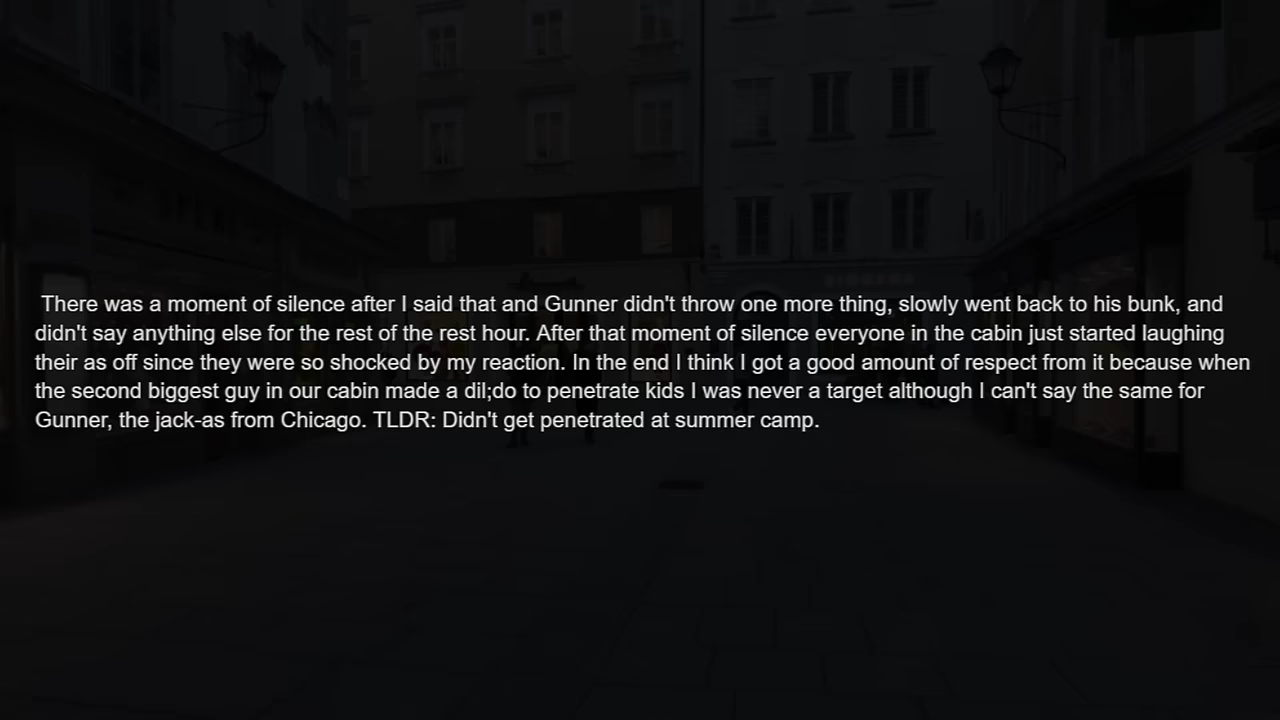 There was a moment of silence after I said that and Gunner didn't throw one more thing, slowly went back to his bunk, and
didn't say anything else for the rest of the rest hour. After that moment of silence everyone in the cabin just started laughing
their as off since they were so shocked by my reaction. In the end I think I got a good amount of respect from it because when
the second biggest guy in our cabin made a dil;do to penetrate kids I was never a target although I can't say the same for
Gunner, the jack-as from Chicago. TLDR: Didn't get penetrated at summer camp.